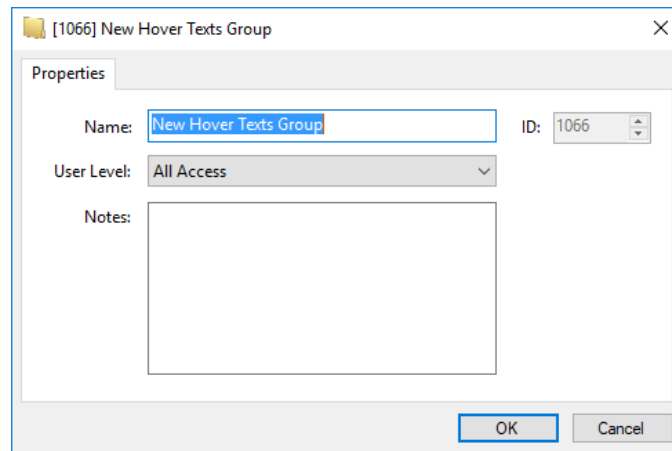 [1066] New Hover Texts Group
Properties
Name: New Hover Texts Group ID: 1066
User Level: All Access
Notes:
OK Cancel